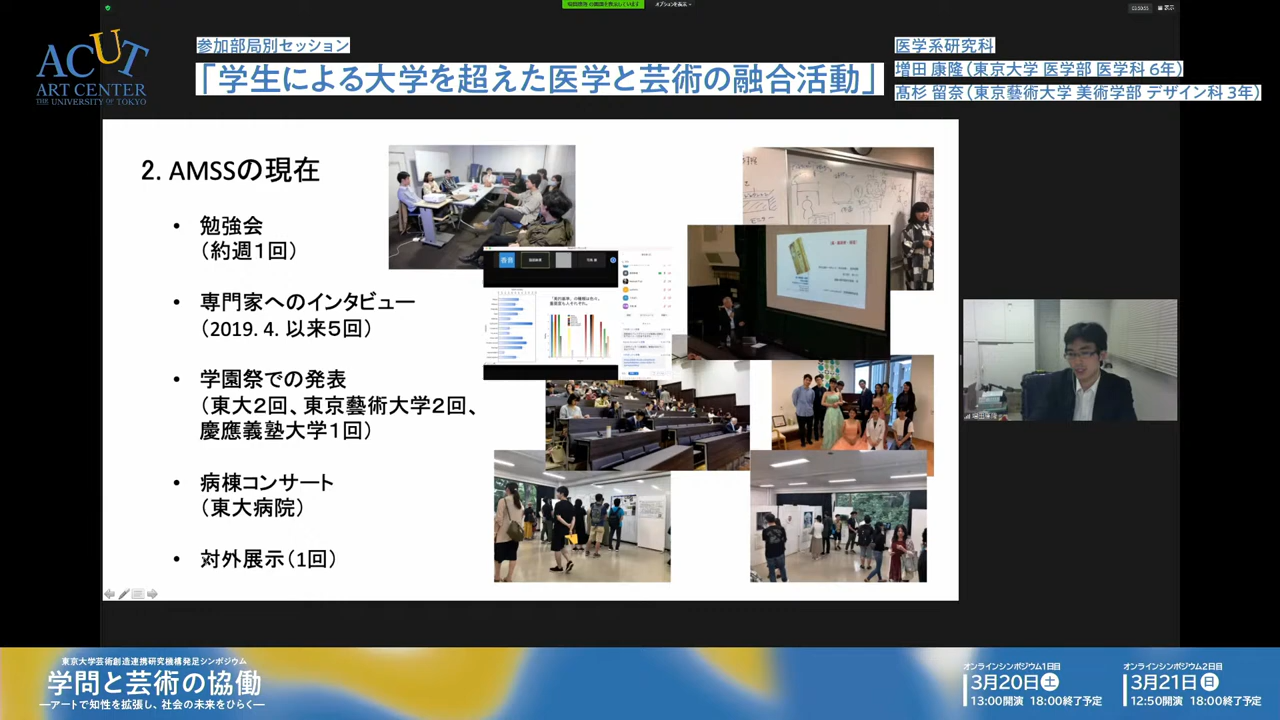 オプションを表示
表示
ACUT
ART CENTER
THE UNIVERSITY OF TOKYO
参加部局別セッション
「学生による大学を超えた医学と芸術の融合活動」
医学系研究科
増田 康隆(東京大学 医学部 医学科 6年)
髙杉 留奈(東京藝術大学 美術学部 デザイン科 3年)
2. AMSSの現在
• 勉強会
(約週1回)
• 専門家へのインタビュー
(2019. 4. 以来5回)
• 学園祭での発表
(東大2回、東京藝術大学2回、
慶應義塾大学1回)
• 病棟コンサート
(東大病院)
• 対外展示(1回)
東京大学芸術創造連携研究機構発足シンポジウム
学問と芸術の協働
―アートで知性を拡張し、社会の未来をひらく―
オンラインシンポジウム1日目
3月20日土
13:00開演 18:00終了予定
オンラインシンポジウム2日目
3月21日日
12:50開演 18:00終了予定